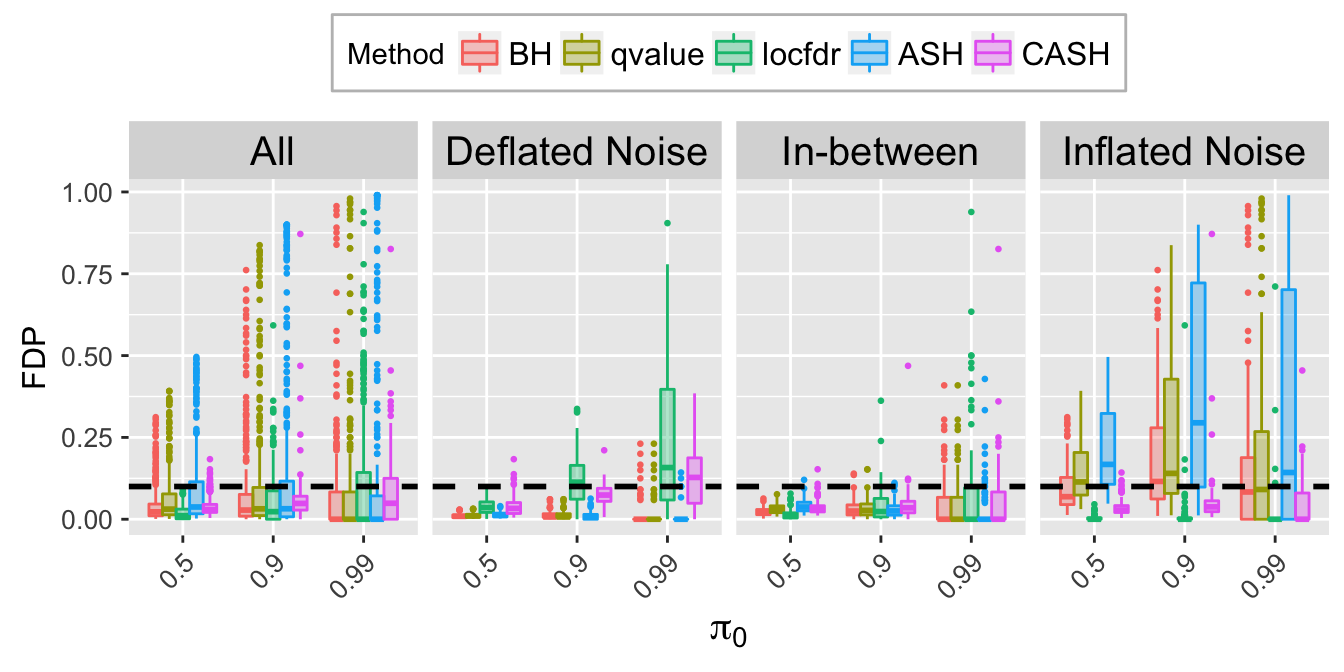 Method BH qvalue locfdr ASH CASH
All Deflated Noise In-between Inflated Noise
1.00
0.75
0.50
0.25
0.00
FDP
0.5 0.9 0.99 0.5 0.9 0.99 0.5 0.9 0.99 0.5 0.9 0.99
π₀